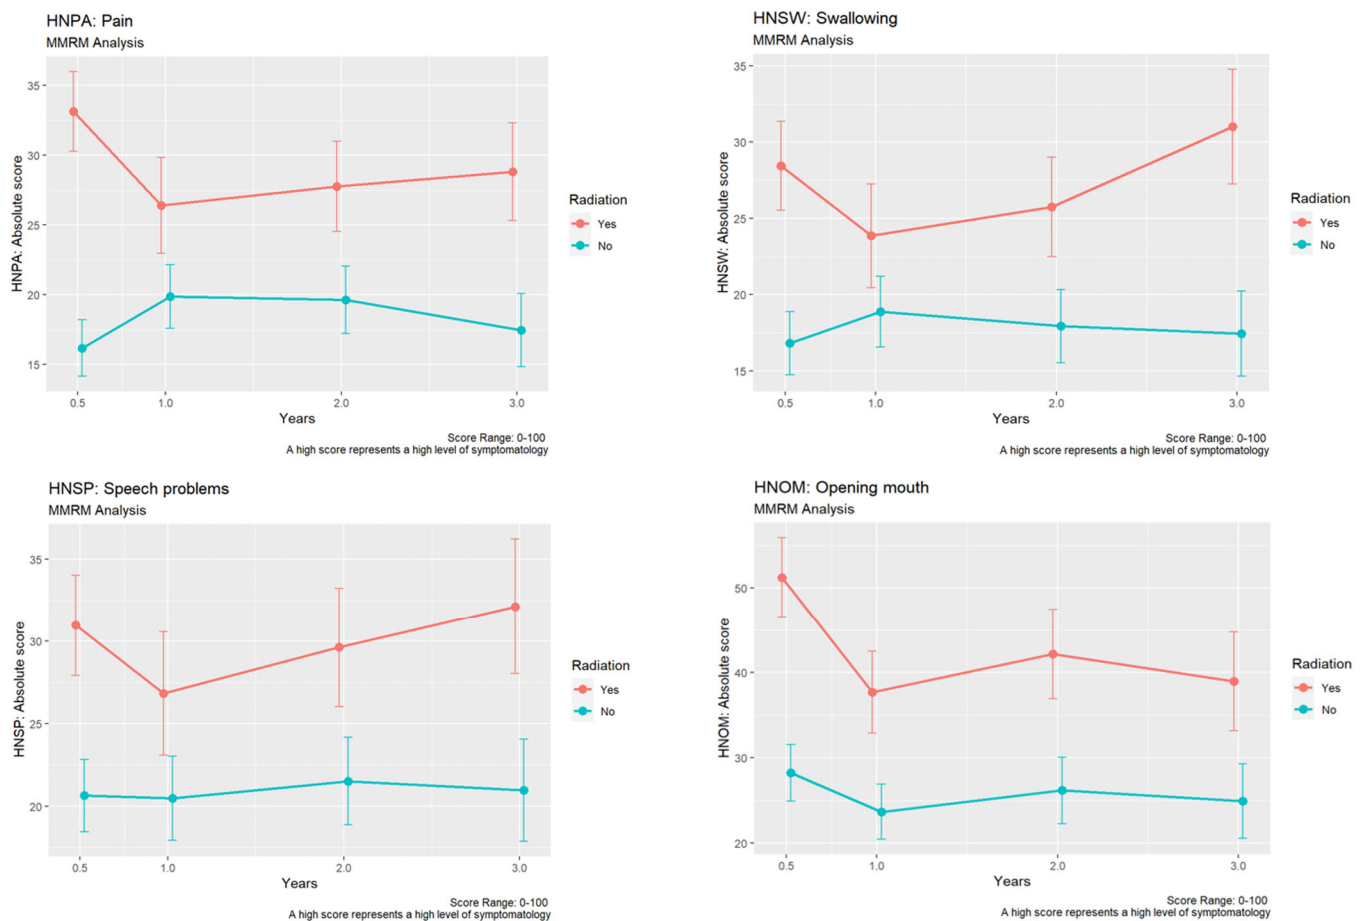 HNPA: Pain
MMRM Analysis
HNPA: Absolute score
35
30
25
20
15
0.5 1.0 2.0 3.0
Years
Radiation
Yes
No
Score Range: 0-100
A high score represents a high level of symptomatology
HNSW: Swallowing
MMRM Analysis
HNSW: Absolute score
35
30
25
20
15
0.5 1.0 2.0 3.0
Years
Radiation
Yes
No
Score Range: 0-100
A high score represents a high level of symptomatology
HNSP: Speech problems
MMRM Analysis
HNSP: Absolute score
35
30
25
20
0.5 1.0 2.0 3.0
Years
Radiation
Yes
No
Score Range: 0-100
A high score represents a high level of symptomatology
HNOM: Opening mouth
MMRM Analysis
HNOM: Absolute score
50
40
30
20
0.5 1.0 2.0 3.0
Years
Radiation
Yes
No
Score Range: 0-100
A high score represents a high level of symptomatology